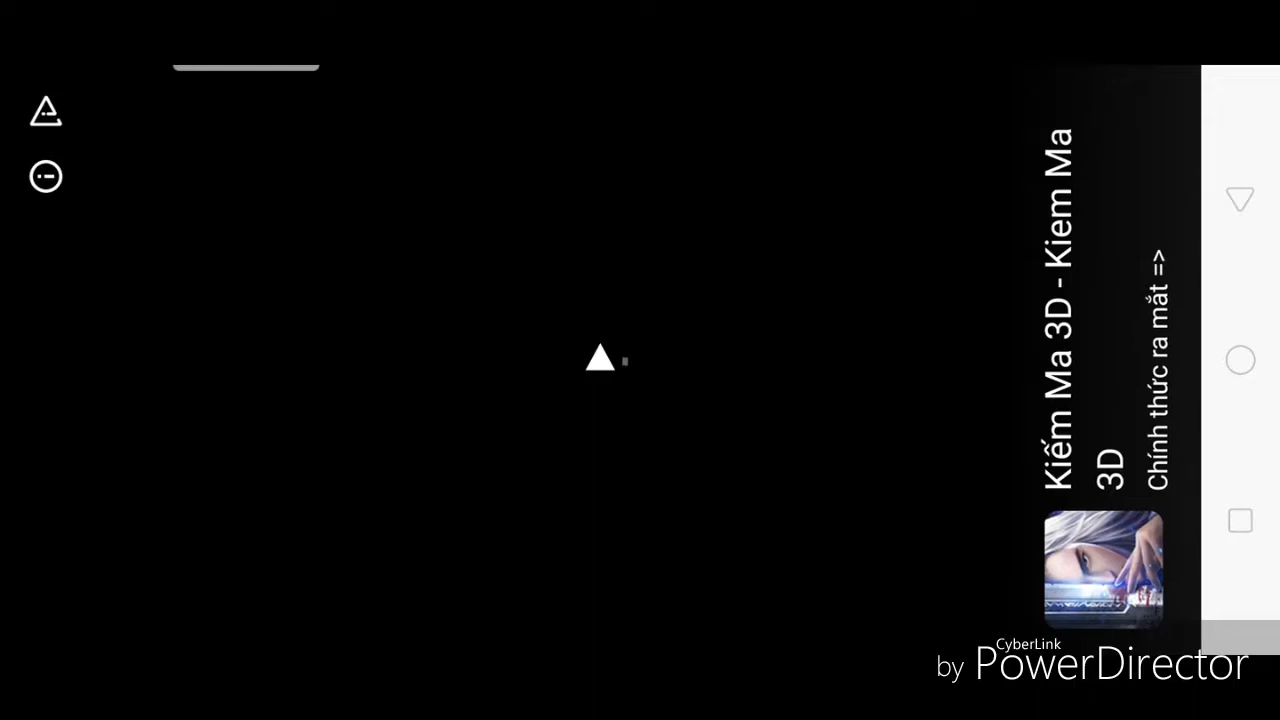 Kiếm Ma 3D - Kiem Ma
3D
Chính thức ra mắt =>
CyberLink
by PowerDirector